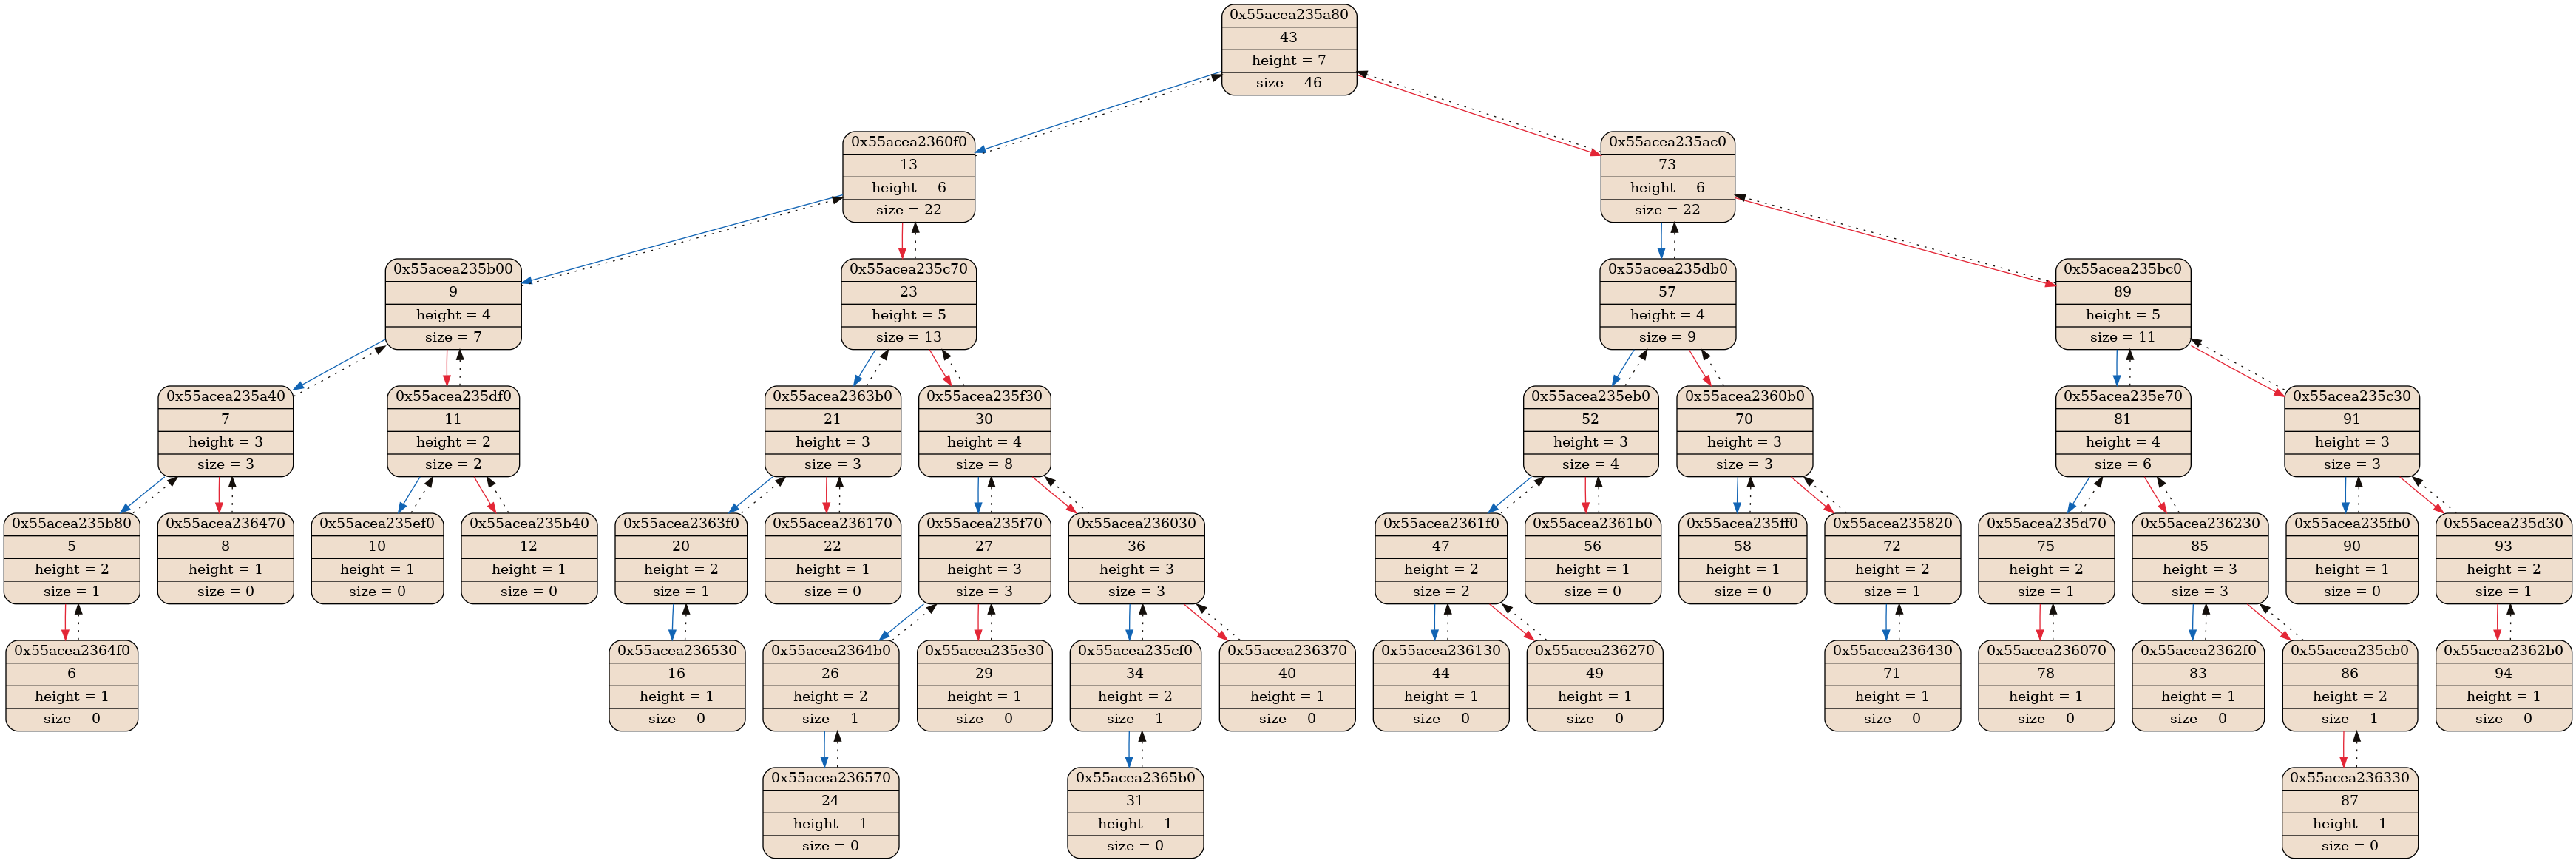 0x55acea235a80
43
height = 7
size = 46
0x55acea2360f0
13
height = 6
size = 22
0x55acea235ac0
73
height = 6
size = 22
0x55acea235b00
9
height = 4
size = 7
0x55acea235c70
23
height = 5
size = 13
0x55acea235db0
57
height = 4
size = 9
0x55acea235bc0
89
height = 5
size = 11
0x55acea235a40
7
height = 3
size = 3
0x55acea235df0
11
height = 2
size = 2
0x55acea2363b0
21
height = 3
size = 3
0x55acea235f30
30
height = 4
size = 8
0x55acea235eb0
52
height = 3
size = 4
0x55acea2360b0
70
height = 3
size = 3
0x55acea235e70
81
height = 4
size = 6
0x55acea235c30
91
height = 3
size = 3
0x55acea235b80
5
height = 2
size = 1
0x55acea236470
8
height = 1
size = 0
0x55acea235ef0
10
height = 1
size = 0
0x55acea235b40
12
height = 1
size = 0
0x55acea2363f0
20
height = 2
size = 1
0x55acea236170
22
height = 1
size = 0
0x55acea235f70
27
height = 3
size = 3
0x55acea236030
36
height = 3
size = 3
0x55acea2361f0
47
height = 2
size = 2
0x55acea2361b0
56
height = 1
size = 0
0x55acea235ff0
58
height = 1
size = 0
0x55acea235820
72
height = 2
size = 1
0x55acea235d70
75
height = 2
size = 1
0x55acea236230
85
height = 3
size = 3
0x55acea235fb0
90
height = 1
size = 0
0x55acea235d30
93
height = 2
size = 1
0x55acea2364f0
6
height = 1
size = 0
0x55acea236530
16
height = 1
size = 0
0x55acea2364b0
26
height = 2
size = 1
0x55acea235e30
29
height = 1
size = 0
0x55acea235cf0
34
height = 2
size = 1
0x55acea236370
40
height = 1
size = 0
0x55acea236130
44
height = 1
size = 0
0x55acea236270
49
height = 1
size = 0
0x55acea236430
71
height = 1
size = 0
0x55acea236070
78
height = 1
size = 0
0x55acea2362f0
83
height = 1
size = 0
0x55acea235cb0
86
height = 2
size = 1
0x55acea2362b0
94
height = 1
size = 0
0x55acea236570
24
height = 1
size = 0
0x55acea2365b0
31
height = 1
size = 0
0x55acea236330
87
height = 1
size = 0